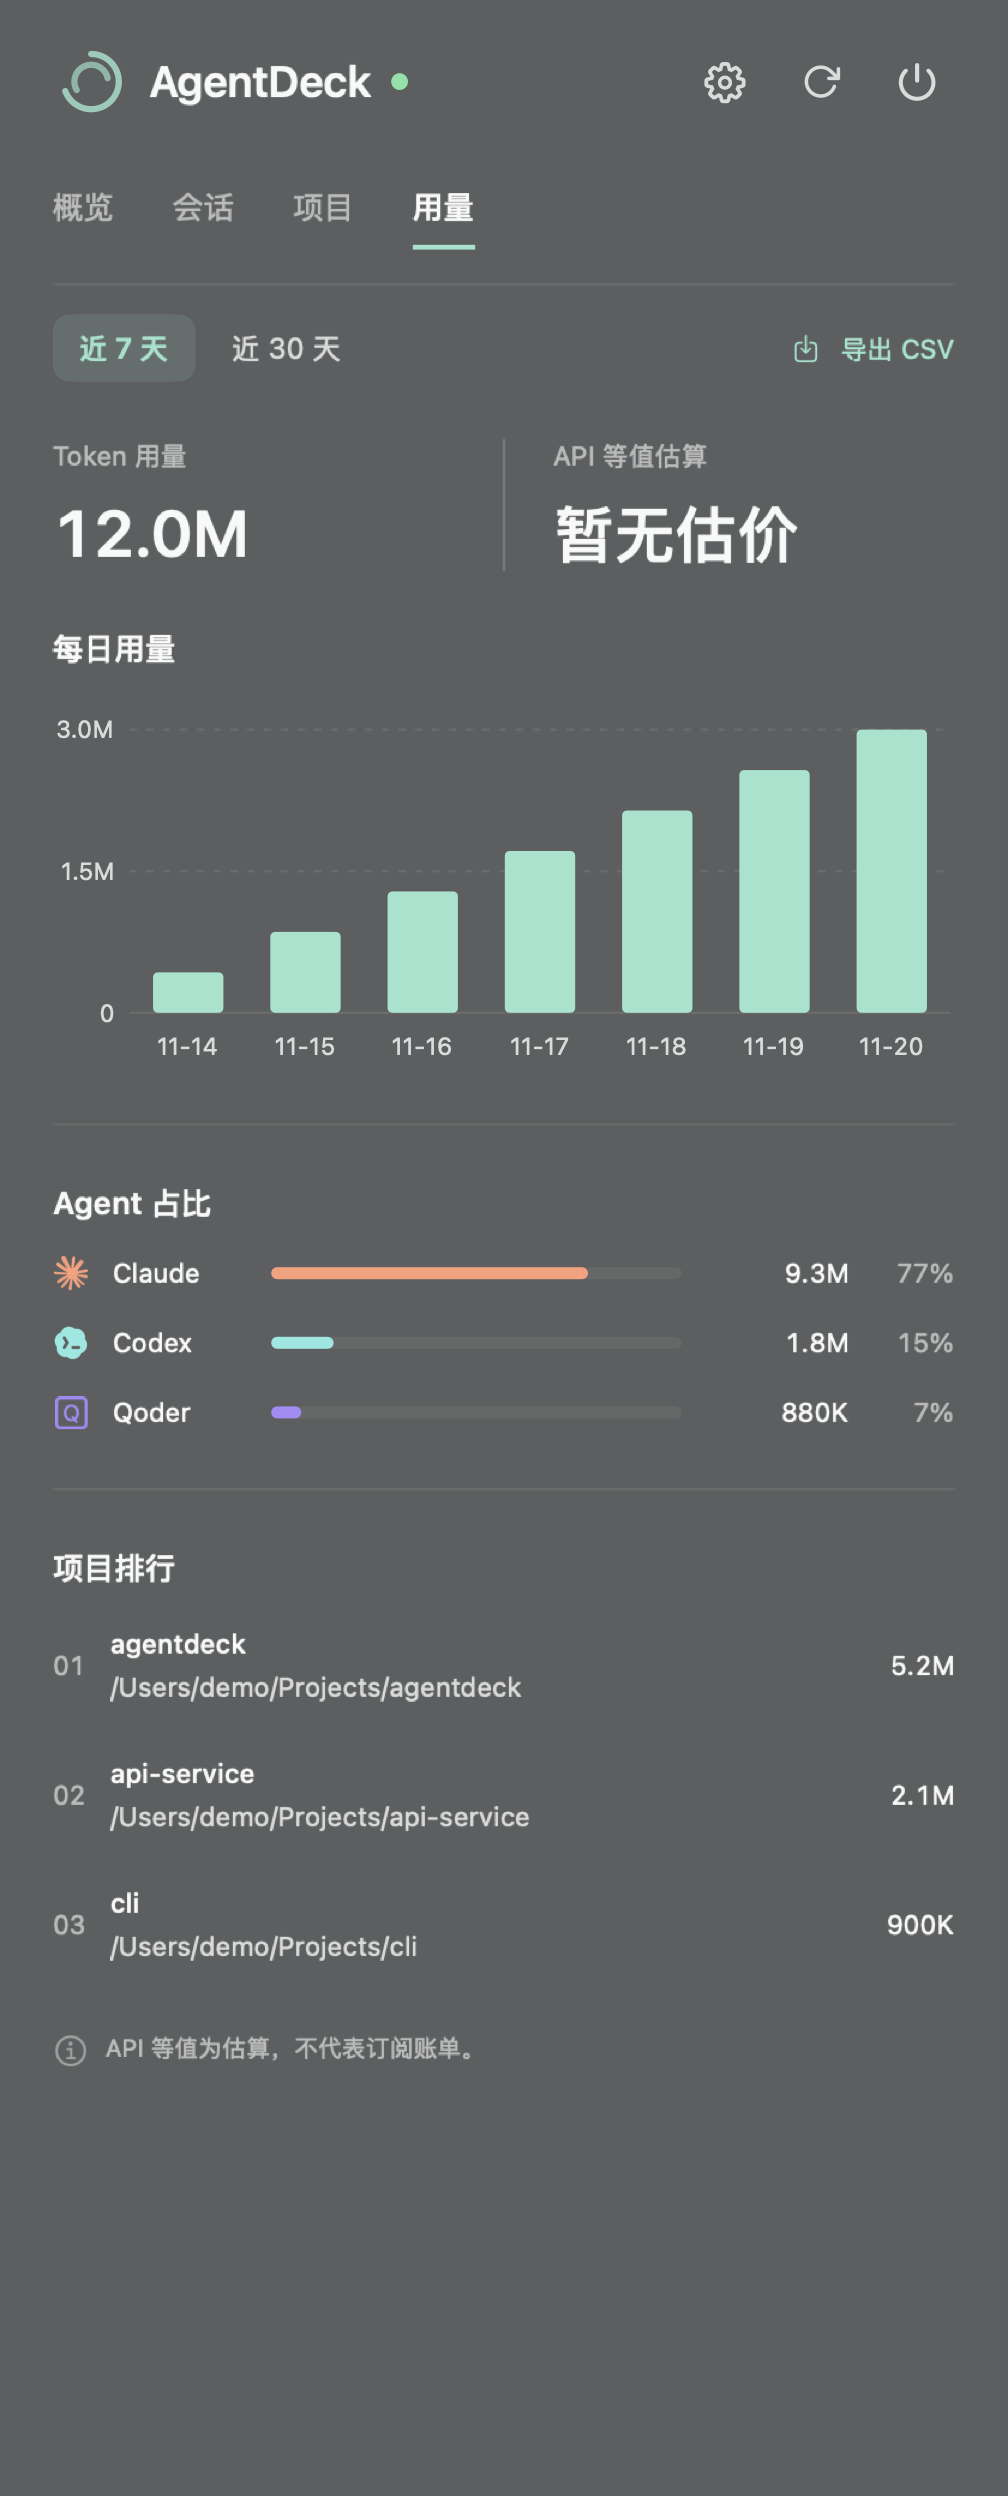 AgentDeck
概览 会话 项目 用量
近 7 天 近 30 天 导出 CSV
Token 用量 API 等值估算
12.0M 暂无估价
每日用量
3.0M
1.5M
0
11-14 11-15 11-16 11-17 11-18 11-19 11-20
Agent 占比
Claude 9.3M 77%
Codex 1.8M 15%
Q Qoder 880K 7%
项目排行
01 agentdeck 5.2M
/Users/demo/Projects/agentdeck
02 api-service 2.1M
/Users/demo/Projects/api-service
03 cli 900K
/Users/demo/Projects/cli
API 等值为估算，不代表订阅账单。